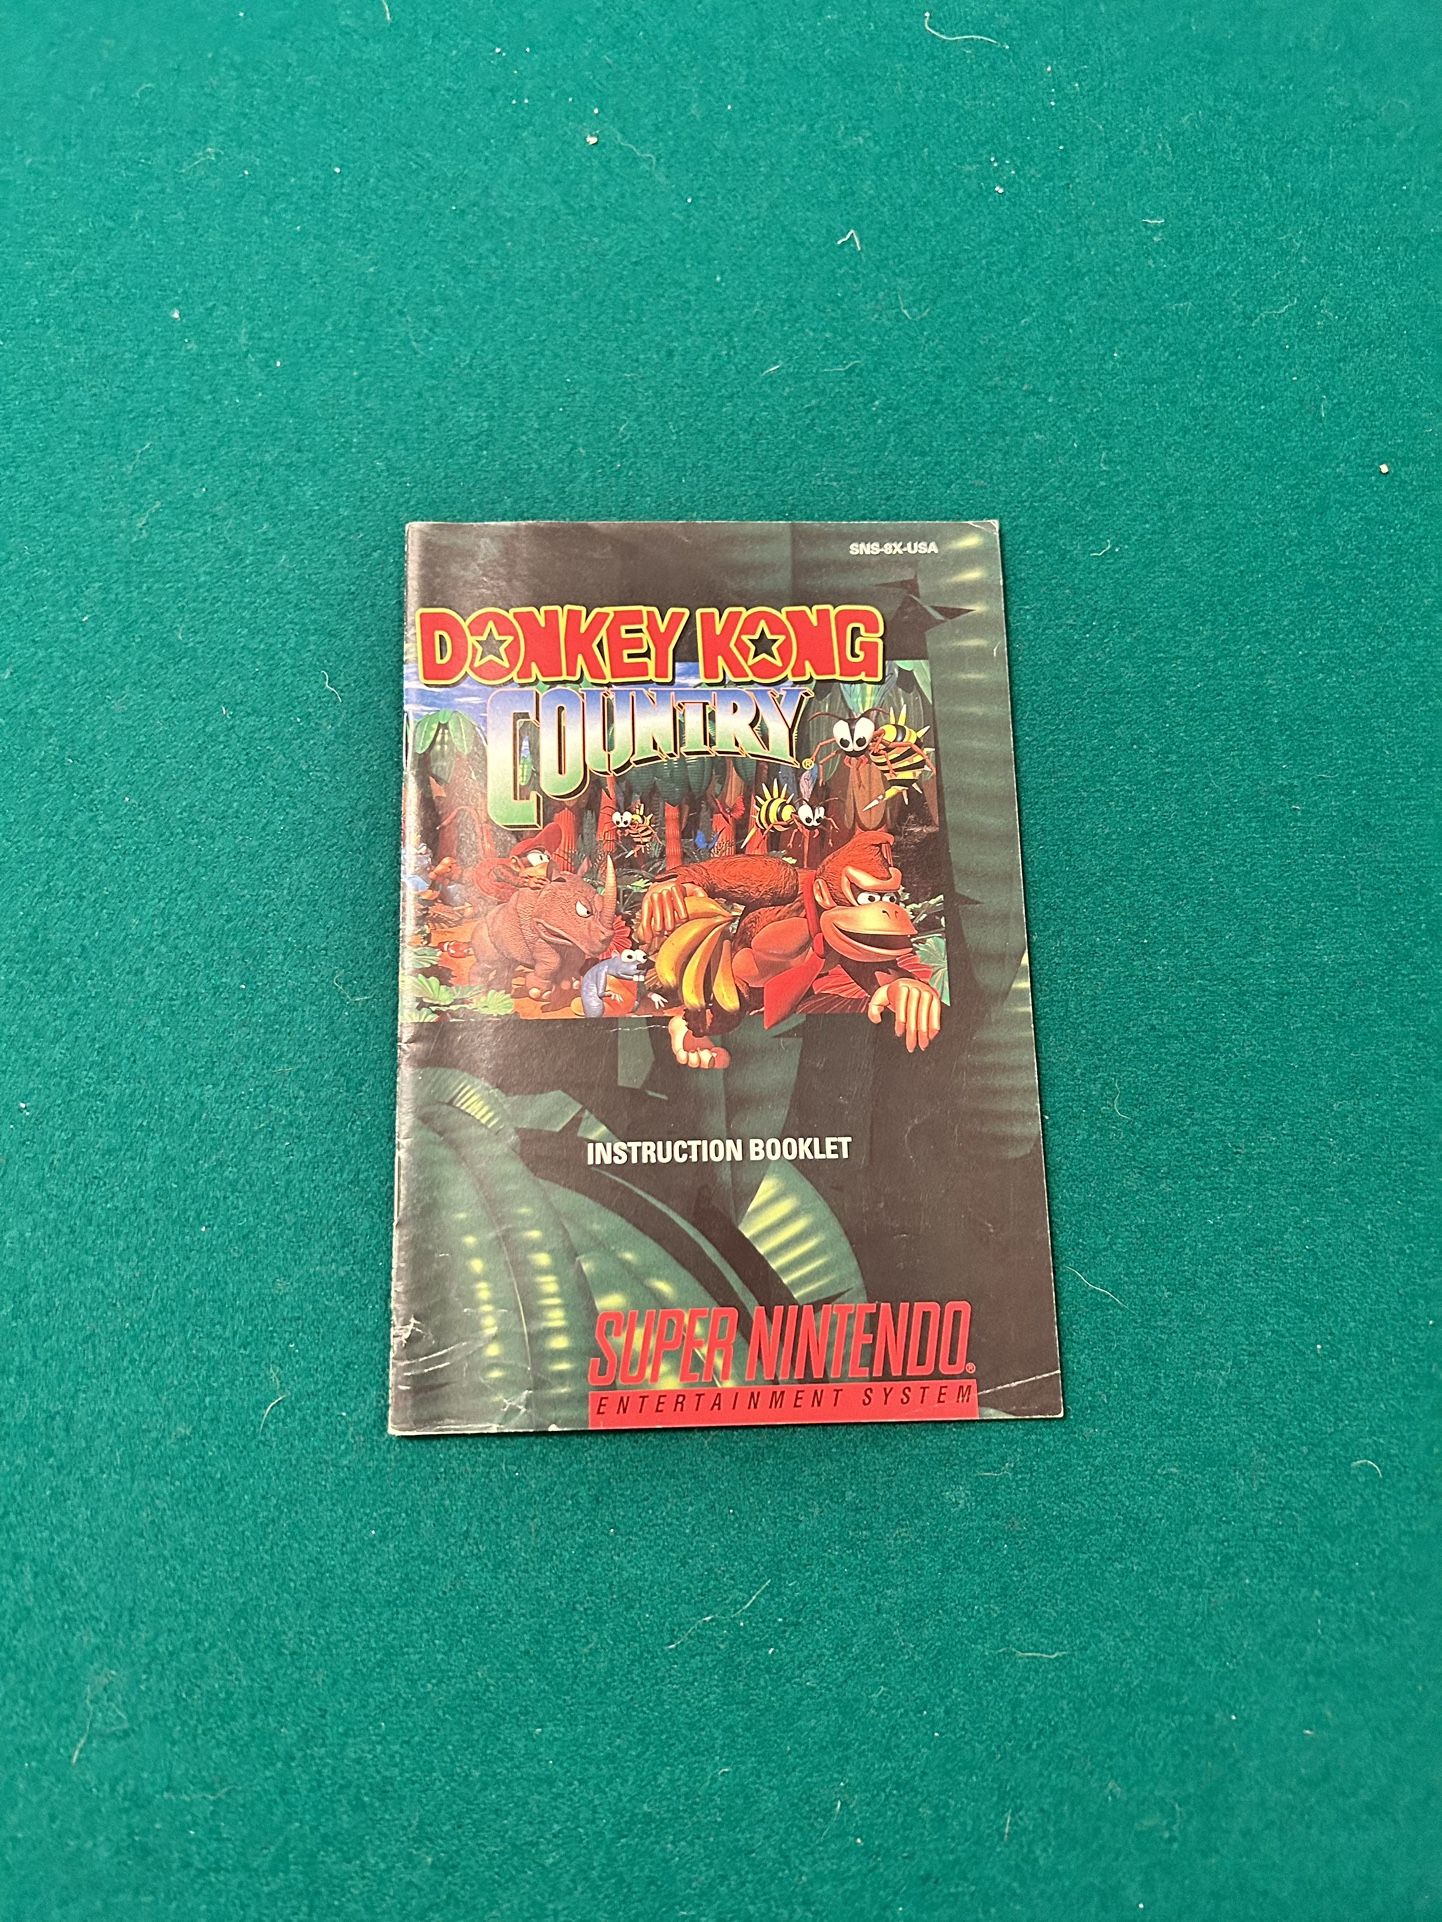 SNS-8X-USA
DONKEY KONG
COUNTRY®
INSTRUCTION BOOKLET
SUPER NINTENDO®
ENTERTAINMENT SYSTEM